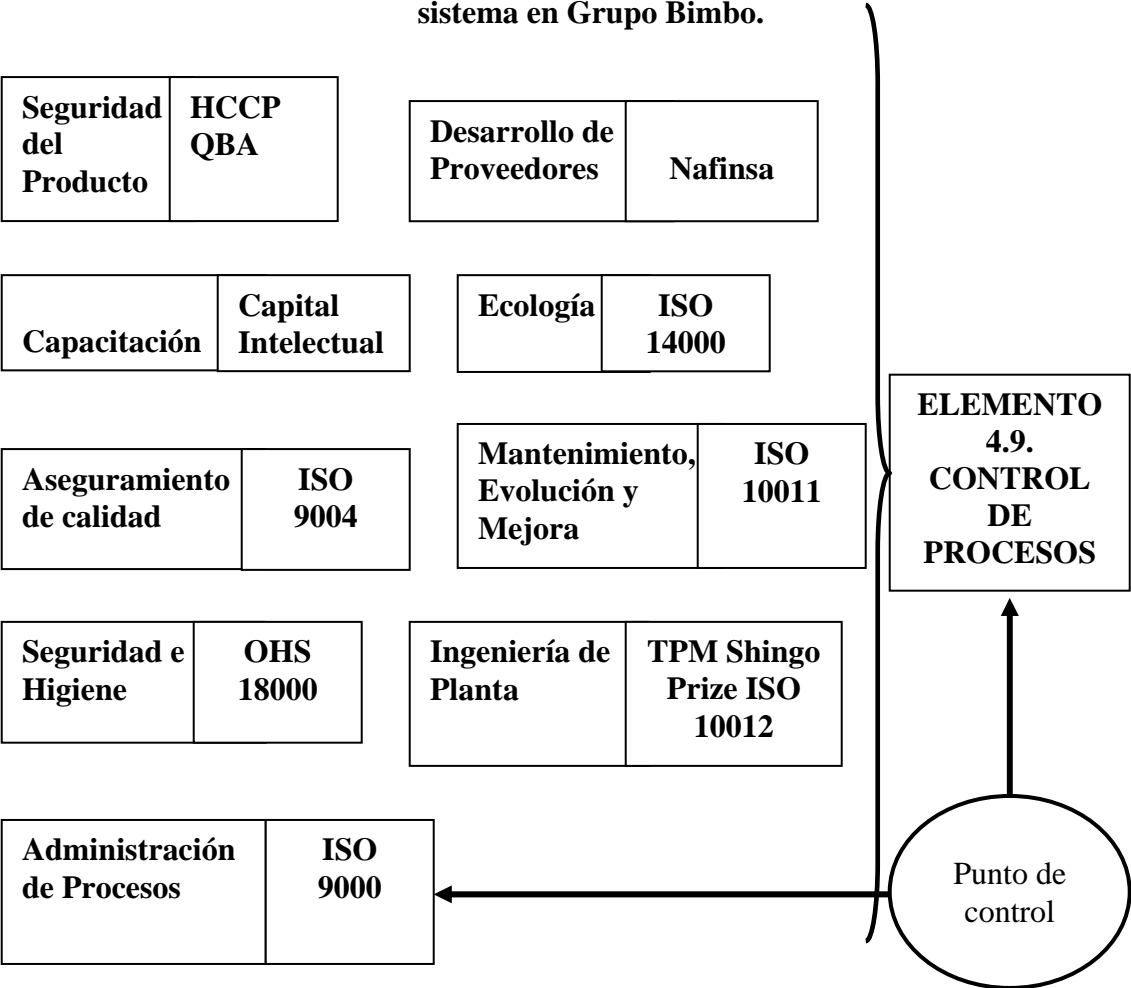 sistema en Grupo Bimbo.
Seguridad
del
Producto
HCCP
QBA
Desarrollo de
Proveedores
Nafinsa
Capacitación
Capital
Intelectual
Ecología
ISO
14000
Aseguramiento
de calidad
ISO
9004
Mantenimiento,
Evolución y
Mejora
ISO
10011
ELEMENTO
4.9.
CONTROL
DE
PROCESOS
Seguridad e
Higiene
OHS
18000
Ingeniería de
Planta
TPM Shingo
Prize ISO
10012
Administración
de Procesos
ISO
9000
Punto de
control